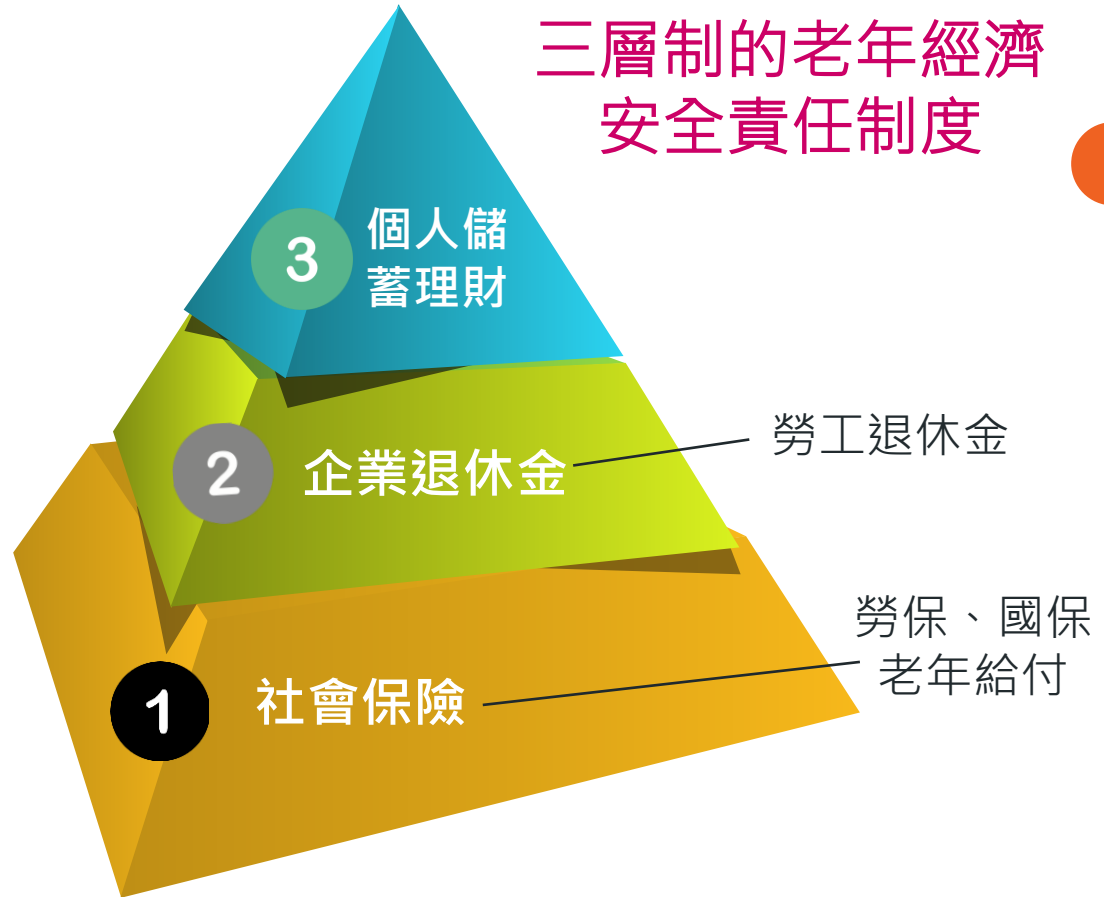 三層制的老年經濟
安全責任制度
3
個人儲
蓄理財
2
企業退休金
勞工退休金
1
社會保險
勞保、國保
老年給付